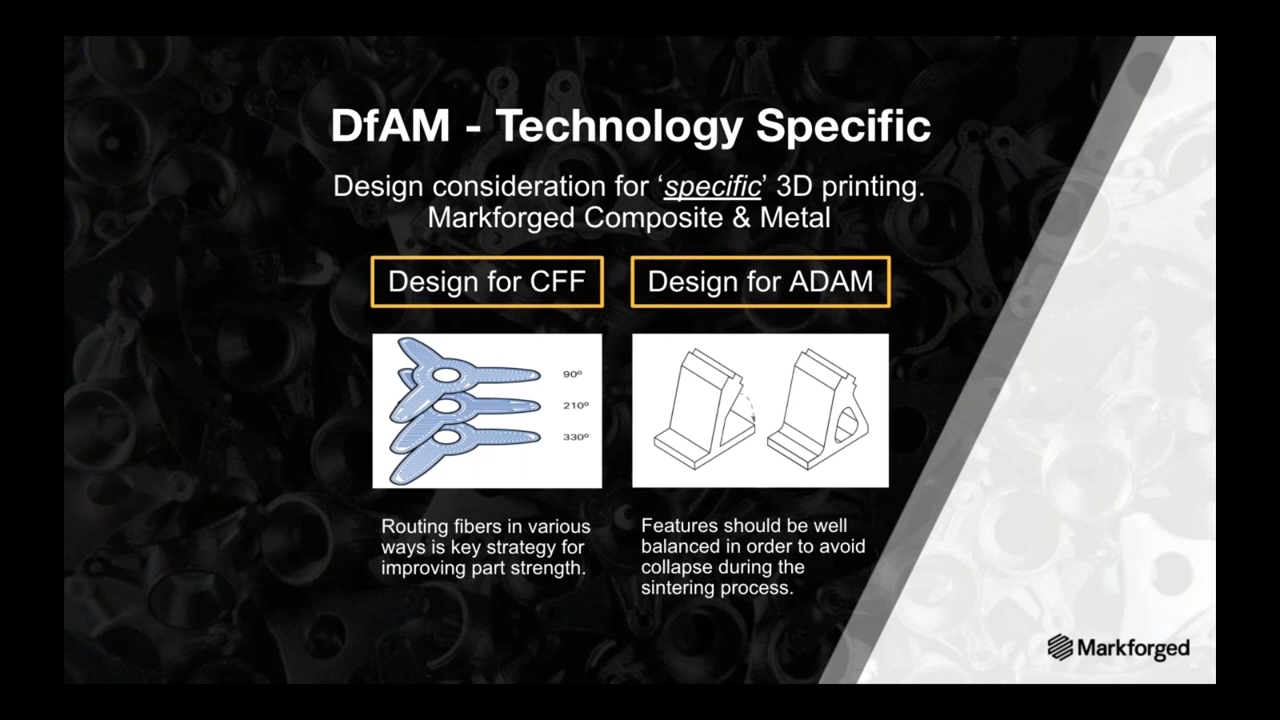 DfAM - Technology Specific
Design consideration for ‘specific’ 3D printing.
Markforged Composite & Metal
Design for CFF
Design for ADAM
90º
210º
330º
Routing fibers in various
ways is key strategy for
improving part strength.
Features should be well
balanced in order to avoid
collapse during the
sintering process.
Markforged